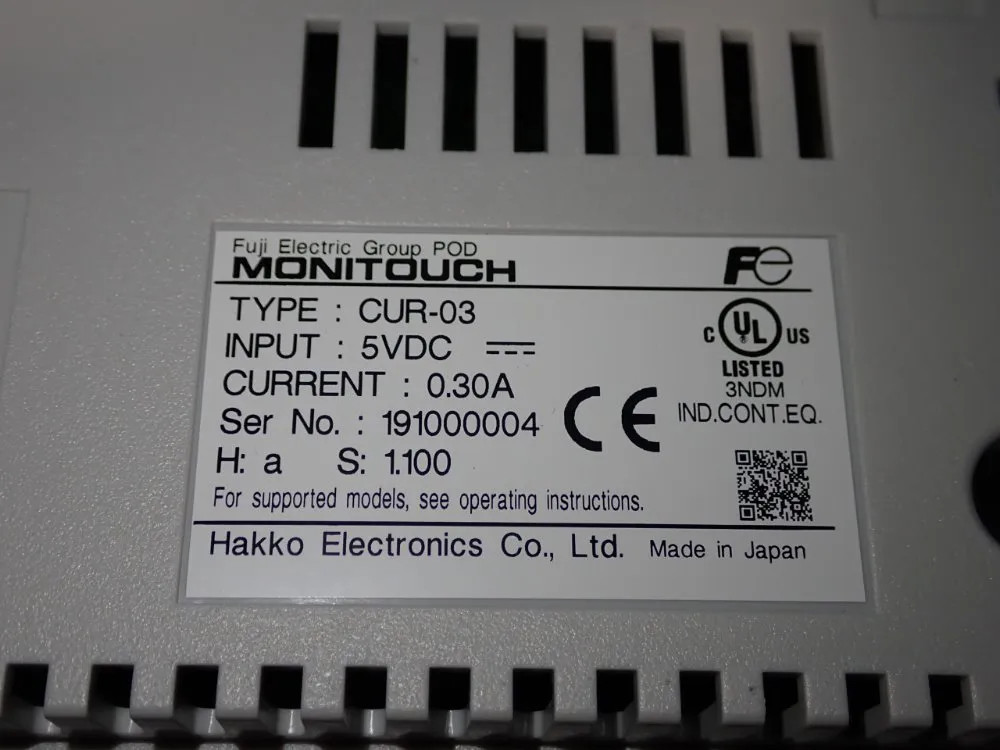 Fuji Electric Group POD
MONITOUCH
Fe
TYPE : CUR-03
INPUT : 5VDC
CURRENT : 0.30A
Ser No. : 191000004
H: a S: 1.100
For supported models, see operating instructions.
CE
C UL US
LISTED
3NDM
IND.CONT.EQ.
Hakko Electronics Co., Ltd. Made in Japan